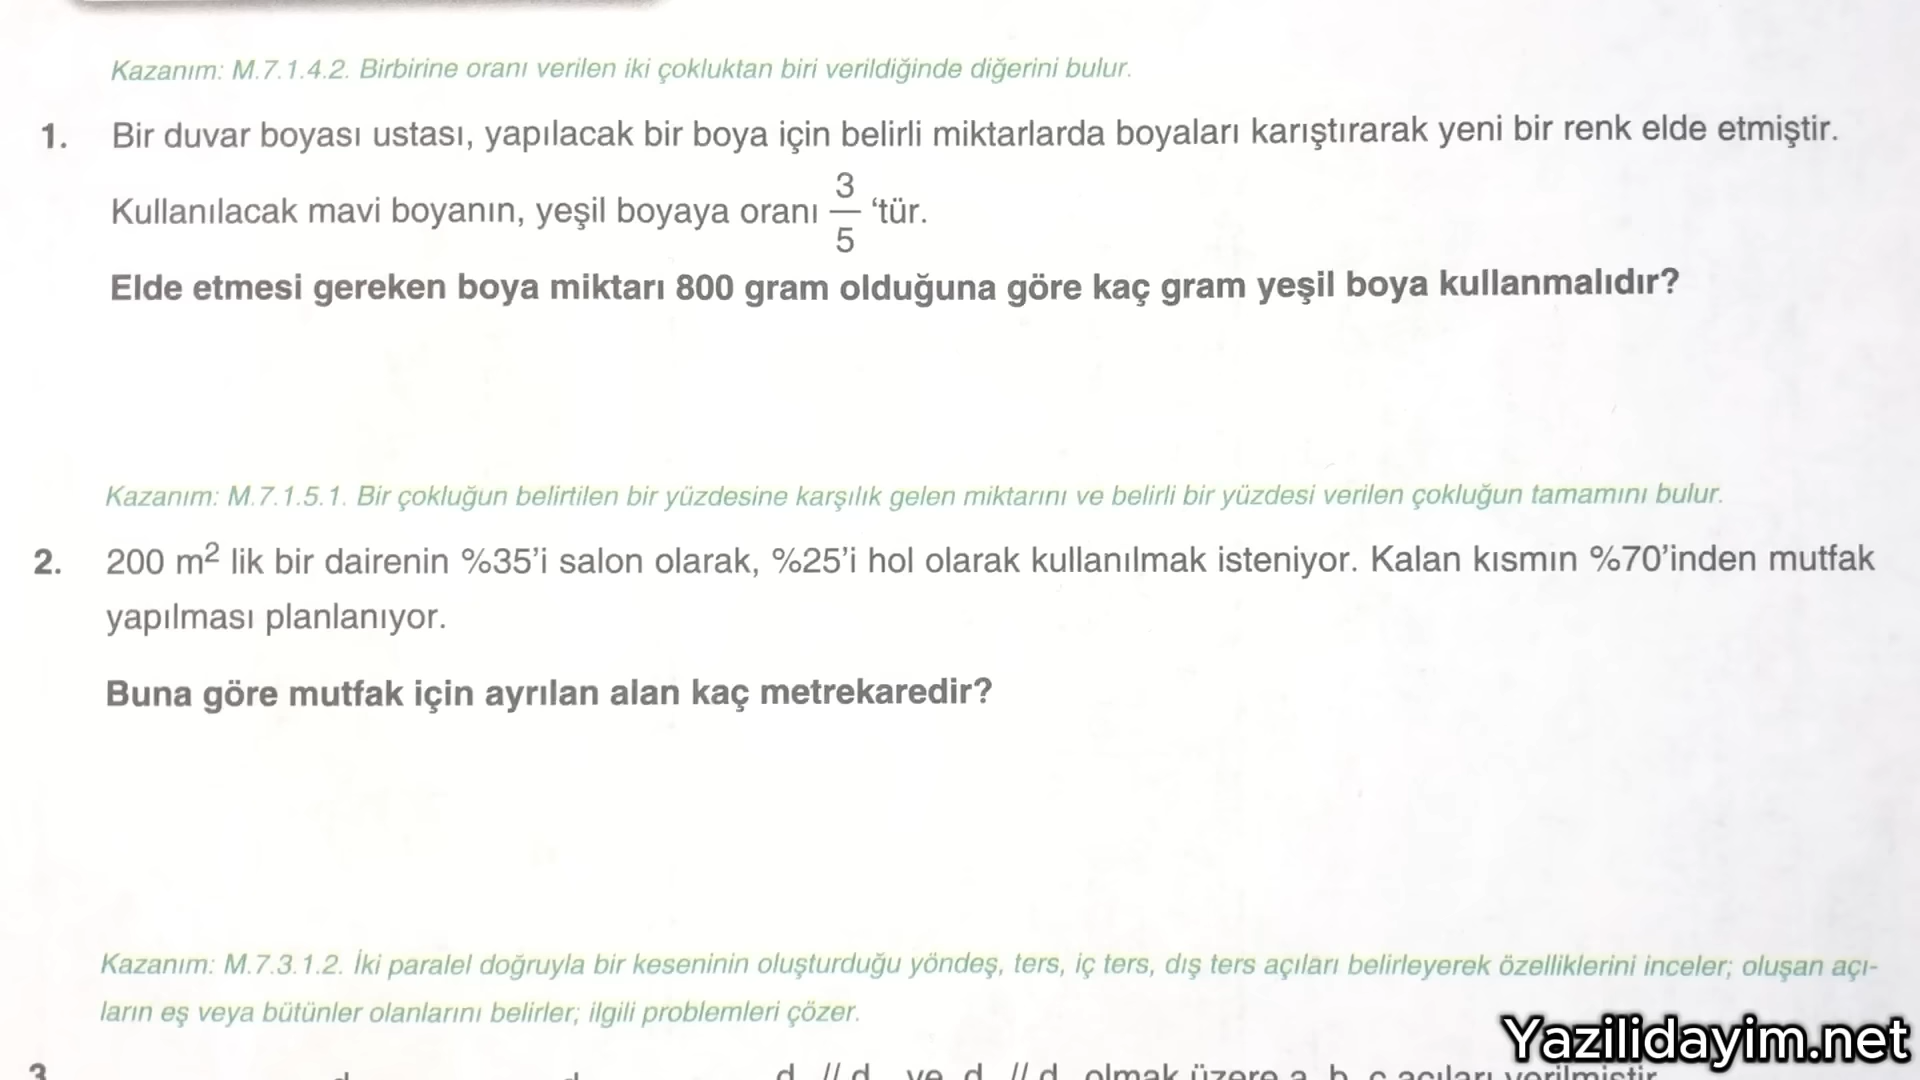 Kazanım: M.7.1.4.2. Birbirine oranı verilen iki çokluktan biri verildiğinde diğerini bulur.
1. Bir duvar boyası ustası, yapılacak bir boya için belirli miktarlarda boyaları karıştırarak yeni bir renk elde etmiştir.
Kullanılacak mavi boyanın, yeşil boyaya oranı 3/5 ‘tür.
Elde etmesi gereken boya miktarı 800 gram olduğuna göre kaç gram yeşil boya kullanmalıdır?
Kazanım: M.7.1.5.1. Bir çokluğun belirtilen bir yüzdesine karşılık gelen miktarını ve belirli bir yüzdesi verilen çokluğun tamamını bulur.
2. 200 m² lik bir dairenin %35’i salon olarak, %25’i hol olarak kullanılmak isteniyor. Kalan kısmın %70’inden mutfak
yapılması planlanıyor.
Buna göre mutfak için ayrılan alan kaç metrekaredir?
Kazanım: M.7.3.1.2. İki paralel doğruyla bir keseninin oluşturduğu yöndeş, ters, iç ters, dış ters açıları belirleyerek özelliklerini inceler; oluşan açı-
ların eş veya bütünler olanlarını belirler; ilgili problemleri çözer.
3. d // d ve d // d olmak üzere a, b, c açıları verilmiştir.
Yazilidayim.net